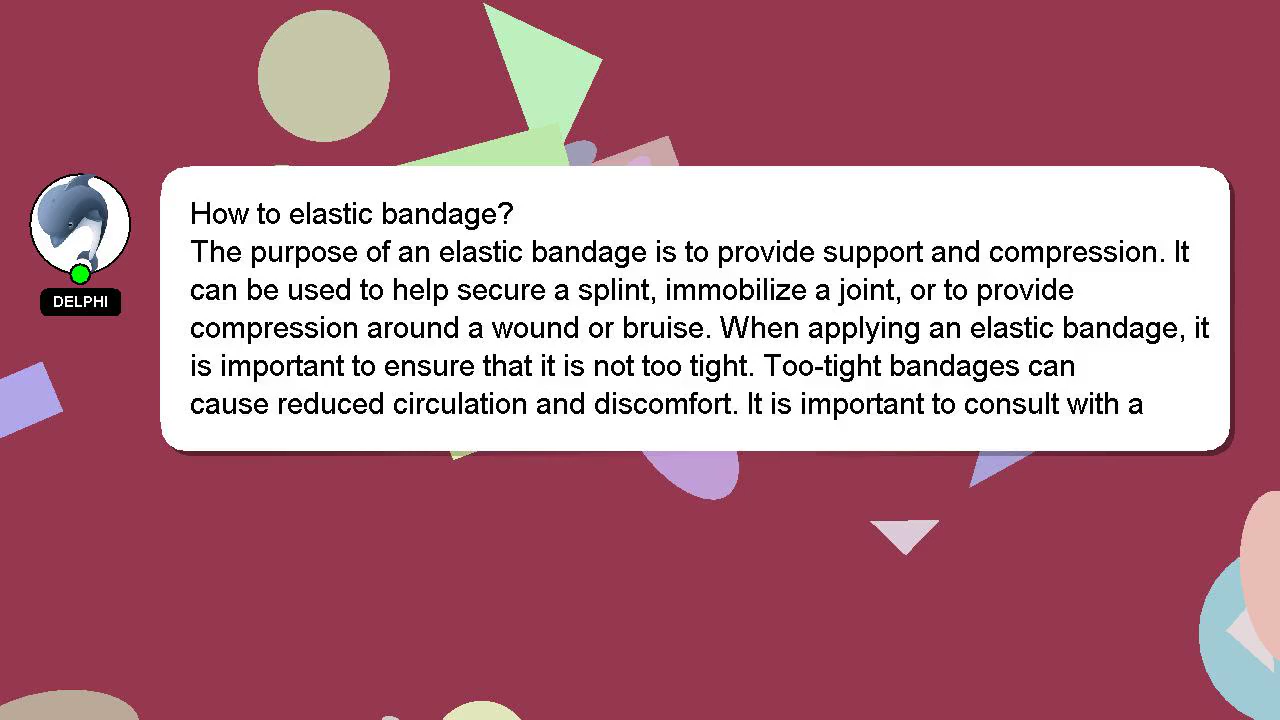 How to elastic bandage?
The purpose of an elastic bandage is to provide support and compression. It
can be used to help secure a splint, immobilize a joint, or to provide
compression around a wound or bruise. When applying an elastic bandage, it
is important to ensure that it is not too tight. Too-tight bandages can
cause reduced circulation and discomfort. It is important to consult with a
DELPHI